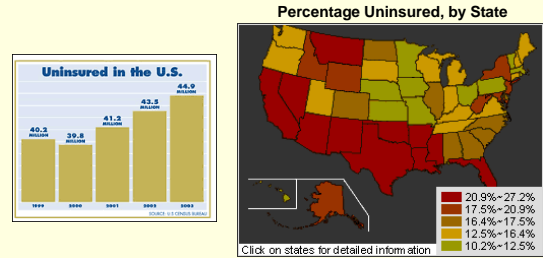 Percentage Uninsured, by State
Uninsured in the U.S.
40.2
MILLION
39.8
MILLION
41.2
MILLION
43.5
MILLION
44.9
MILLION
1999
2000
2001
2002
2003
SOURCE: U.S CENSUS BUREAU
20.9%~27.2%
17.5%~20.9%
16.4%~17.5%
12.5%~16.4%
10.2%~12.5%
Click on states for detailed information